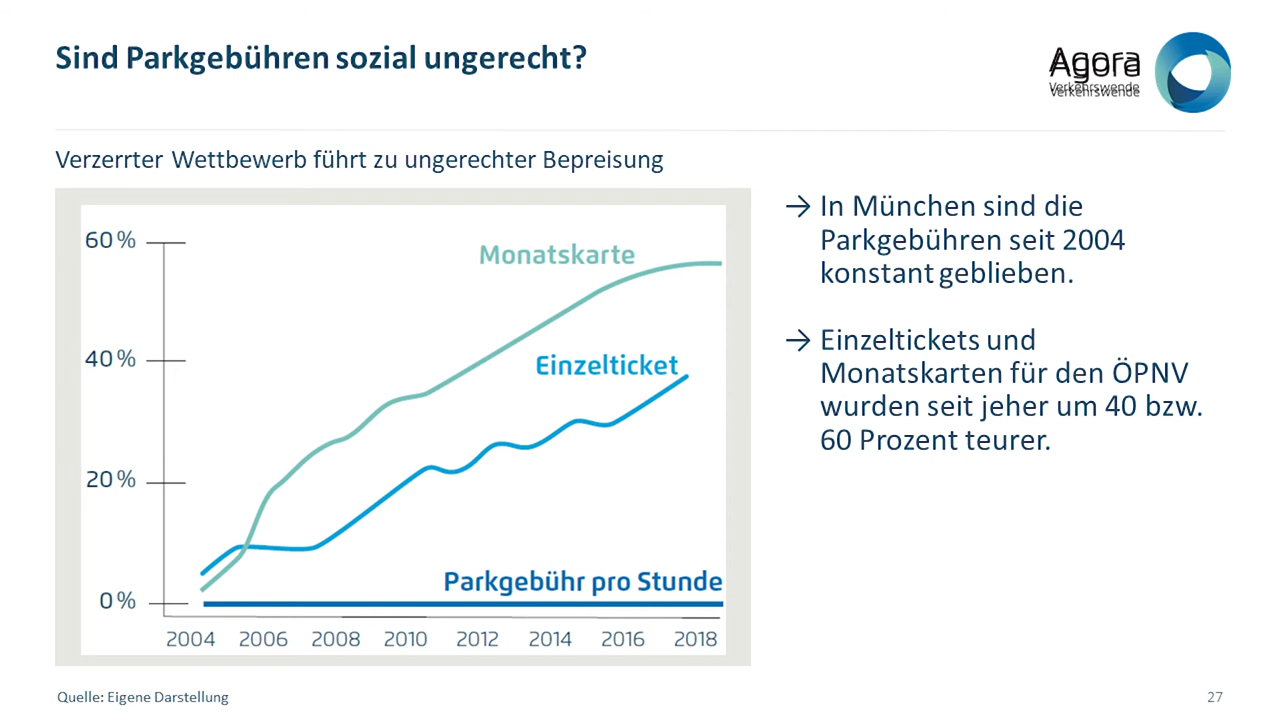 Sind Parkgebühren sozial ungerecht?
Agora
Verkehrswende
Verzerrter Wettbewerb führt zu ungerechter Bepreisung
60 %
40 %
20 %
0 %
Monatskarte
Einzelticket
Parkgebühr pro Stunde
2004 2006 2008 2010 2012 2014 2016 2018
→ In München sind die
Parkgebühren seit 2004
konstant geblieben.
→ Einzeltickets und
Monatskarten für den ÖPNV
wurden seit jeher um 40 bzw.
60 Prozent teurer.
Quelle: Eigene Darstellung
27